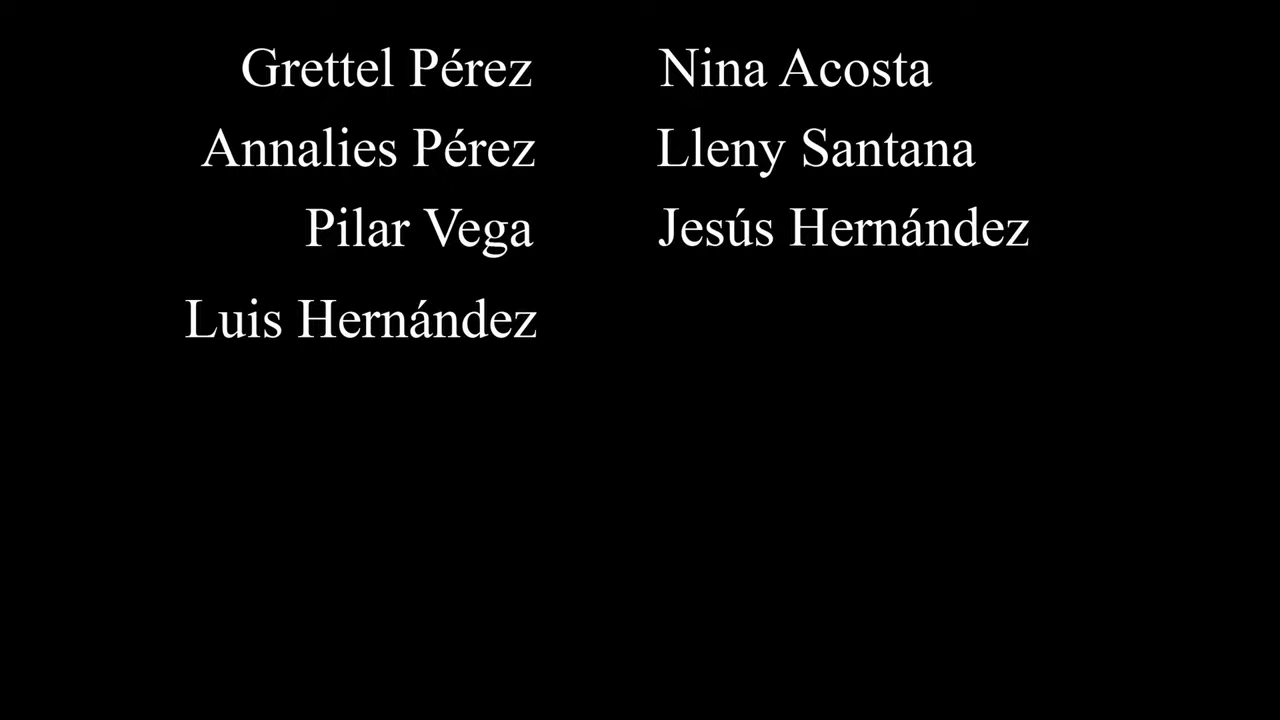 Grettel Pérez Nina Acosta
Annalies Pérez Lleny Santana
Pilar Vega Jesús Hernández
Luis Hernández